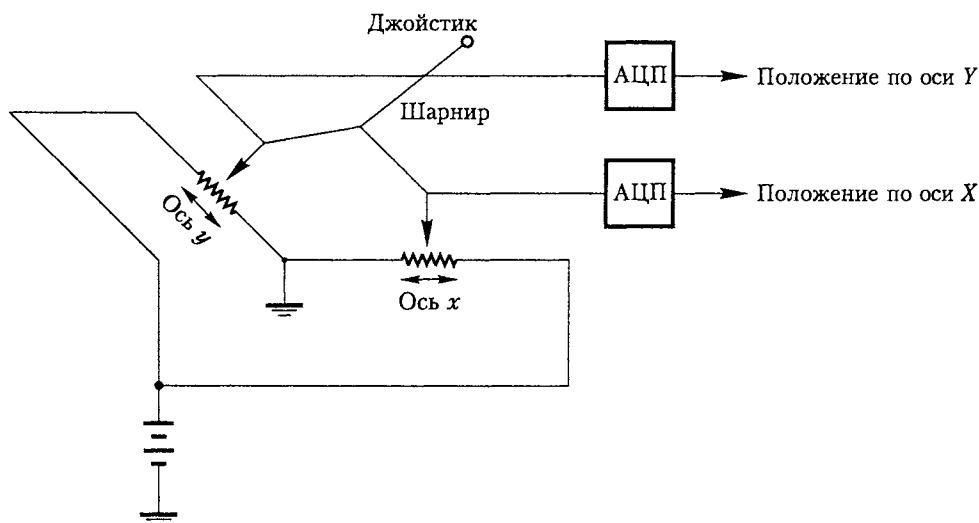 Джойстик
АЦП
Положение по оси Y
Шарнир
АЦП
Положение по оси X
Ось y
Ось x